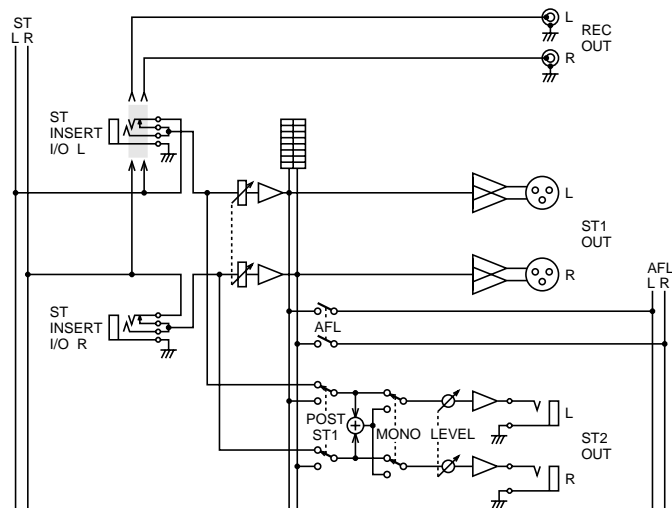 ST
L R
L
REC
OUT
R
ST
INSERT
I/O L
L
ST1
OUT
R
AFL
L R
ST
INSERT
I/O R
AFL
POST
ST1
MONO
LEVEL
L
ST2
OUT
R